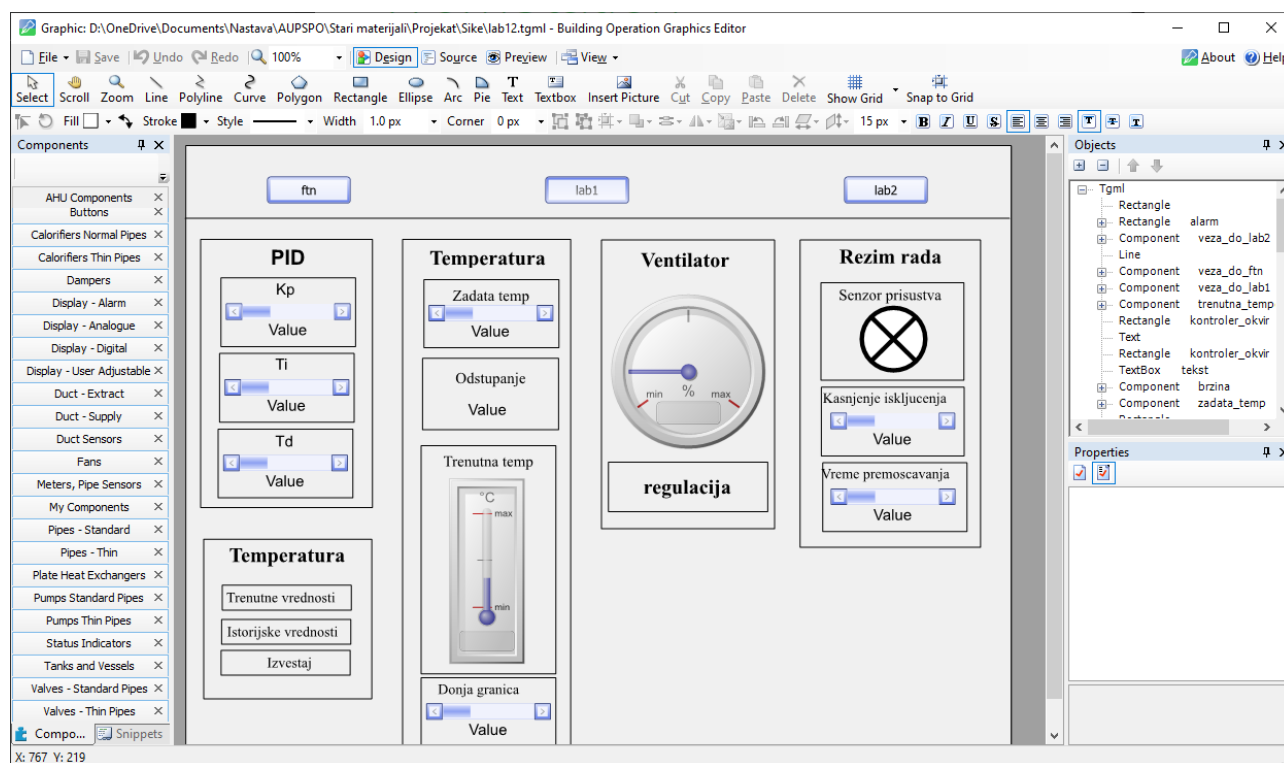 Graphic: D:\OneDrive\Documents\Nastava\AUPSPO\Stari materijali\Projekat\Sike\lab12.tgml - Building Operation Graphics Editor
File Save Undo Redo 100% Design Source Preview View About Help
Select Scroll Zoom Line Polyline Curve Polygon Rectangle Ellipse Arc Pie Text Textbox Insert Picture Cut Copy Paste Delete Show Grid Snap to Grid
Fill Stroke Style Width 1.0 px Corner 0 px 15 px B I U S T T T
Components
AHU Components
Buttons
Calorifiers Normal Pipes
Calorifiers Thin Pipes
Dampers
Display - Alarm
Display - Analogue
Display - Digital
Display - User Adjustable
Duct - Extract
Duct - Supply
Duct Sensors
Fans
Meters, Pipe Sensors
My Components
Pipes - Standard
Pipes - Thin
Plate Heat Exchangers
Pumps Standard Pipes
Pumps Thin Pipes
Status Indicators
Tanks and Vessels
Valves - Standard Pipes
Valves - Thin Pipes
Compo... Snippets
X: 767 Y: 219
ftn lab1 lab2
PID
Kp
Value
Ti
Value
Td
Value
Temperatura
Trenutne vrednosti
Istorijske vrednosti
Izvestaj
Temperatura
Zadata temp
Value
Odstupanje
Value
Trenutna temp
°C
max
min
Donja granica
Value
Ventilator
min % max
regulacija
Rezim rada
Senzor prisustva
Kasnjenje iskljucenja
Value
Vreme premoscavanja
Value
Objects
Tgml
Rectangle
Rectangle alarm
Component veza_do_lab2
Line
Component veza_do_ftn
Component veza_do_lab1
Component trenutna_temp
Rectangle kontroler_okvir
Text
Rectangle kontroler_okvir
TextBox tekst
Component brzina
Component zadata_temp
Rectangle
Properties